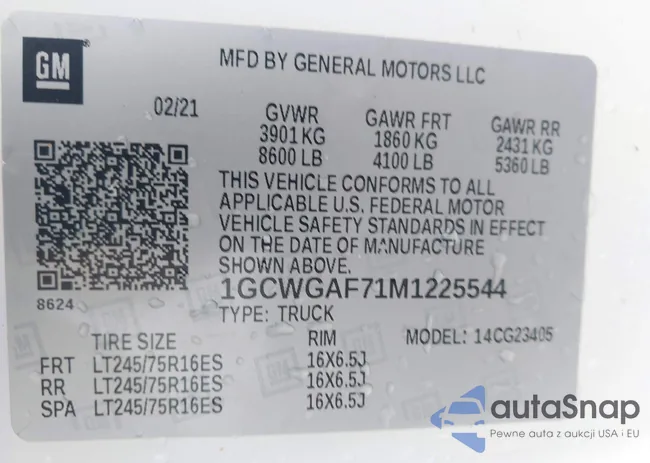 GM
MFD BY GENERAL MOTORS LLC
02/21
GVWR GAWR FRT GAWR RR
3901 KG 1860 KG 2431 KG
8600 LB 4100 LB 5360 LB
THIS VEHICLE CONFORMS TO ALL
APPLICABLE U.S. FEDERAL MOTOR
VEHICLE SAFETY STANDARDS IN EFFECT
ON THE DATE OF MANUFACTURE
SHOWN ABOVE.
8624
1GCWGAF71M1225544
TYPE: TRUCK
MODEL: 14CG23405
TIRE SIZE RIM
FRT LT245/75R16ES 16X6.5J
RR LT245/75R16ES 16X6.5J
SPA LT245/75R16ES 16X6.5J
autaSnap
Pewne auta z aukcji USA i EU